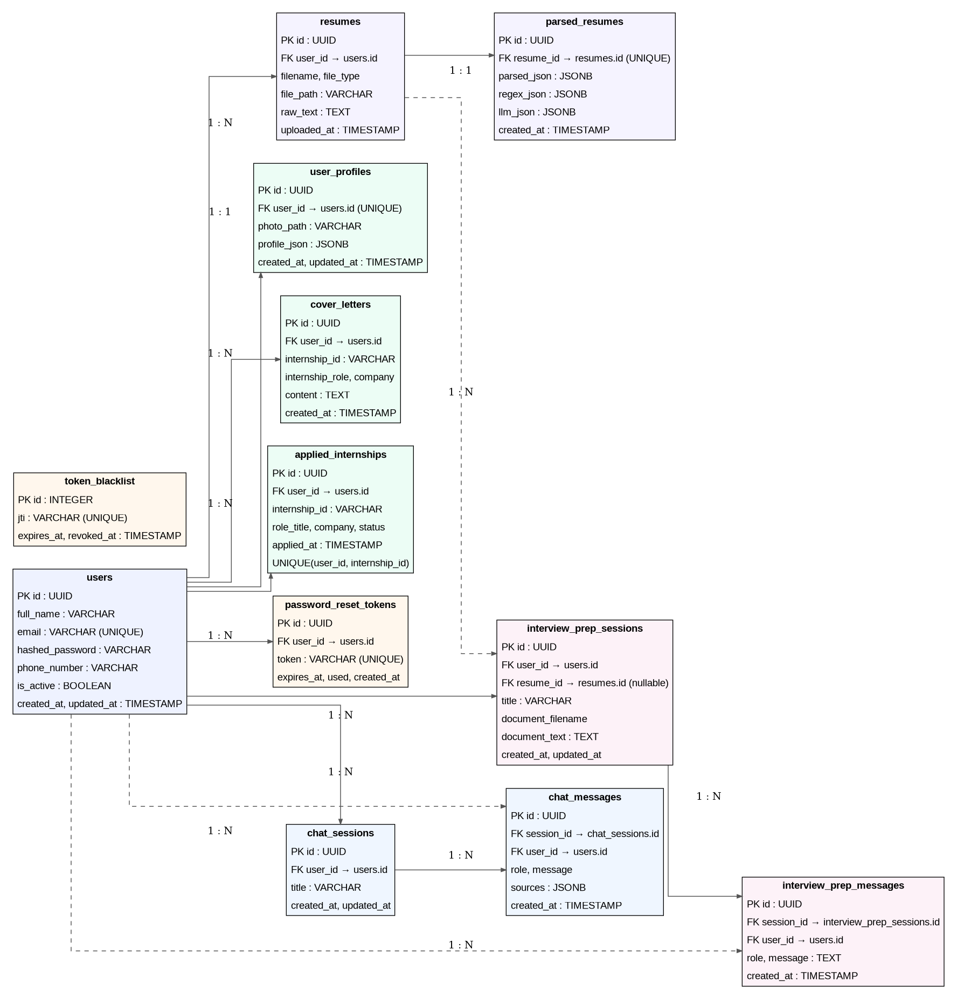 resumes
PK id : UUID
FK user_id → users.id
filename, file_type
file_path : VARCHAR
raw_text : TEXT
uploaded_at : TIMESTAMP
parsed_resumes
PK id : UUID
FK resume_id → resumes.id (UNIQUE)
parsed_json : JSONB
regex_json : JSONB
llm_json : JSONB
created_at : TIMESTAMP
1 : 1
1 : N
user_profiles
PK id : UUID
FK user_id → users.id (UNIQUE)
photo_path : VARCHAR
profile_json : JSONB
created_at, updated_at : TIMESTAMP
1 : 1
cover_letters
PK id : UUID
FK user_id → users.id
internship_id : VARCHAR
internship_role, company
content : TEXT
created_at : TIMESTAMP
1 : N
1 : N
applied_internships
PK id : UUID
FK user_id → users.id
internship_id : VARCHAR
role_title, company, status
applied_at : TIMESTAMP
UNIQUE(user_id, internship_id)
1 : N
token_blacklist
PK id : INTEGER
jti : VARCHAR (UNIQUE)
expires_at, revoked_at : TIMESTAMP
users
PK id : UUID
full_name : VARCHAR
email : VARCHAR (UNIQUE)
hashed_password : VARCHAR
phone_number : VARCHAR
is_active : BOOLEAN
created_at, updated_at : TIMESTAMP
1 : N
password_reset_tokens
PK id : UUID
FK user_id → users.id
token : VARCHAR (UNIQUE)
expires_at, used, created_at
interview_prep_sessions
PK id : UUID
FK user_id → users.id
FK resume_id → resumes.id (nullable)
title : VARCHAR
document_filename
document_text : TEXT
created_at, updated_at
1 : N
1 : N
1 : N
1 : N
chat_sessions
PK id : UUID
FK user_id → users.id
title : VARCHAR
created_at, updated_at
1 : N
chat_messages
PK id : UUID
FK session_id → chat_sessions.id
FK user_id → users.id
role, message
sources : JSONB
created_at : TIMESTAMP
1 : N
interview_prep_messages
PK id : UUID
FK session_id → interview_prep_sessions.id
FK user_id → users.id
role, message : TEXT
created_at : TIMESTAMP